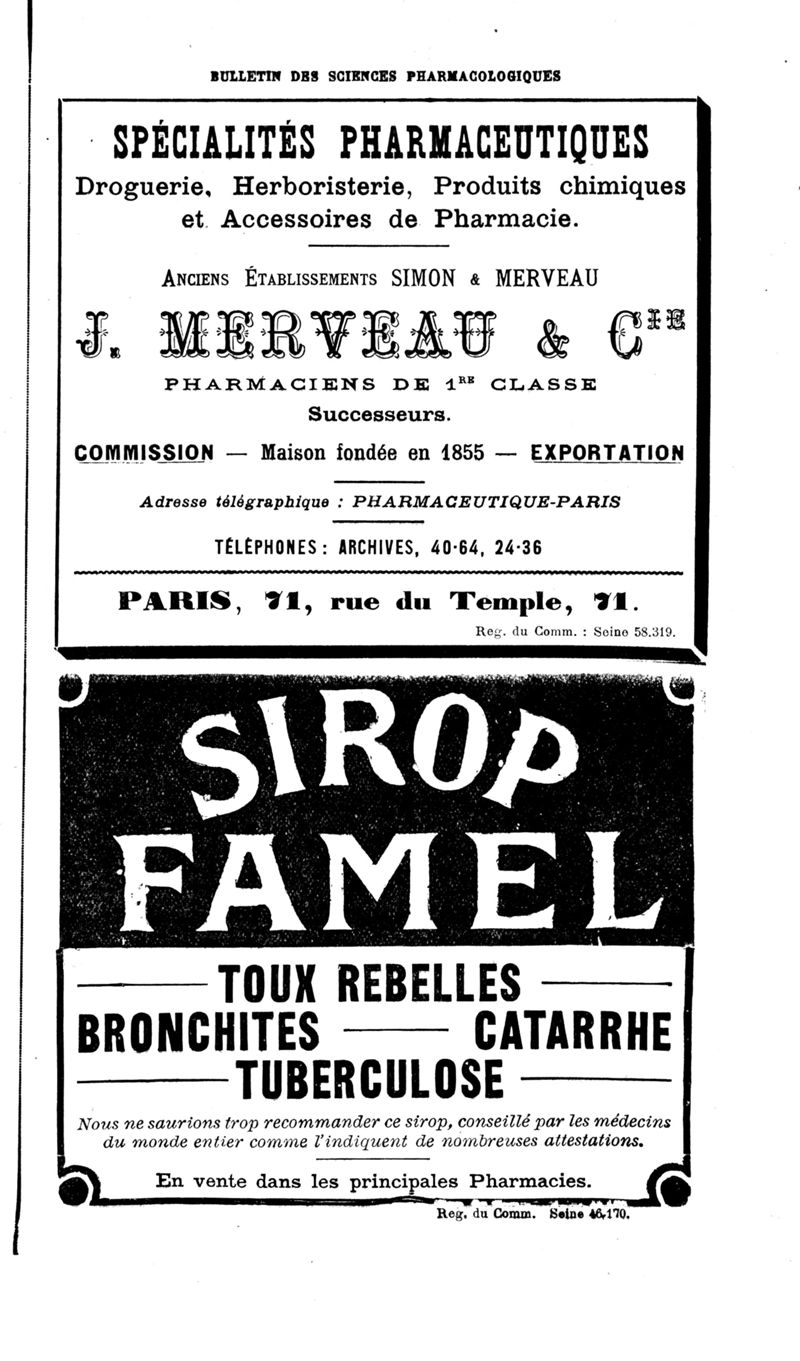 BULLETIN DES SCIENCES PHARMACOLOGIQUES
SPÉCIALITÉS PHARMACEUTIQUES
Droguerie, Herboristerie, Produits chimiques
et Accessoires de Pharmacie.
ANCIENS ÉTABLISSEMENTS SIMON & MERVEAU
J. MERVEAU & CIE
PHARMACIENS DE 1RE CLASSE
Successeurs.
COMMISSION — Maison fondée en 1855 — EXPORTATION
Adresse télégraphique : PHARMACEUTIQUE-PARIS
TÉLÉPHONES : ARCHIVES, 40-64, 24-36
PARIS, 71, rue du Temple, 71.
Reg. du Comm. : Seine 58.319.
SIROP
FAMEL
TOUX REBELLES
BRONCHITES — CATARRHE
TUBERCULOSE
Nous ne saurions trop recommander ce sirop, conseillé par les médecins
du monde entier comme l'indiquent de nombreuses attestations.
En vente dans les principales Pharmacies.
Reg. du Comm. Seine 46.170.